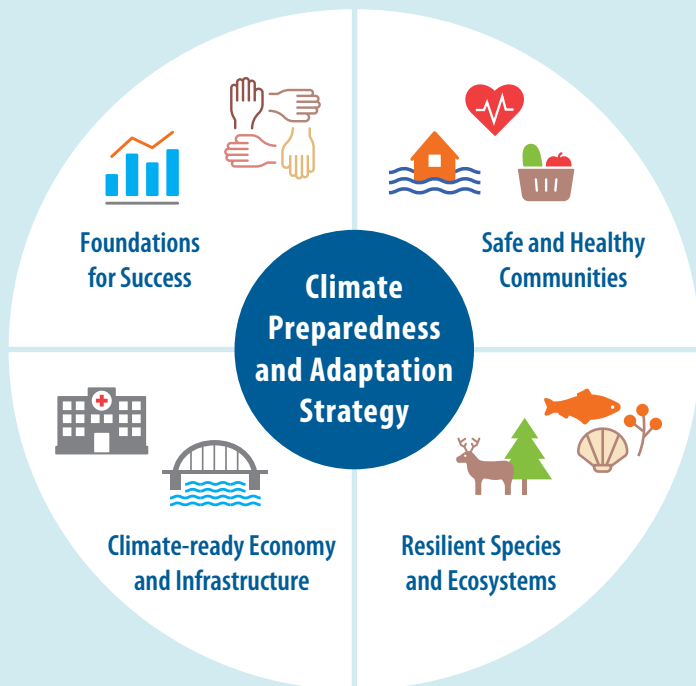 Foundations
for Success
Safe and Healthy
Communities
Climate
Preparedness
and Adaptation
Strategy
Climate-ready Economy
and Infrastructure
Resilient Species
and Ecosystems